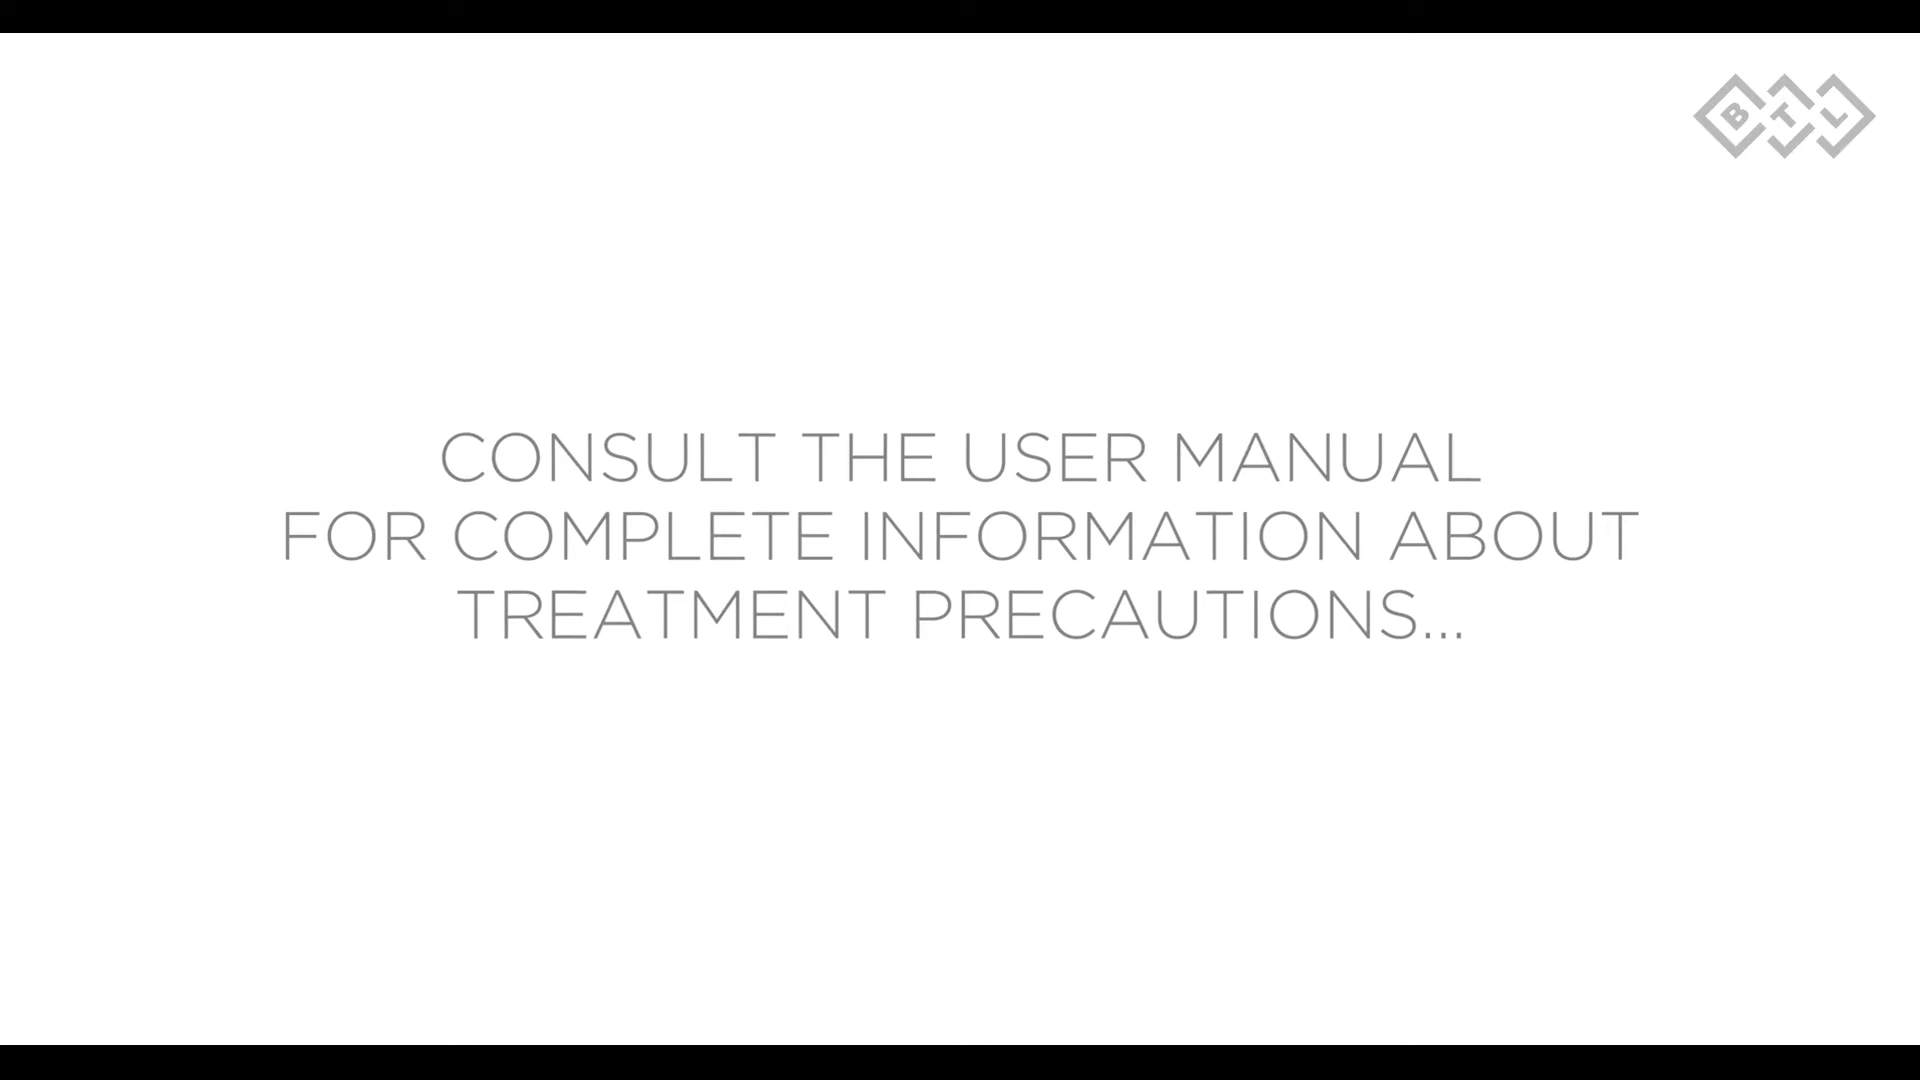 BTL
CONSULT THE USER MANUAL
FOR COMPLETE INFORMATION ABOUT
TREATMENT PRECAUTIONS...